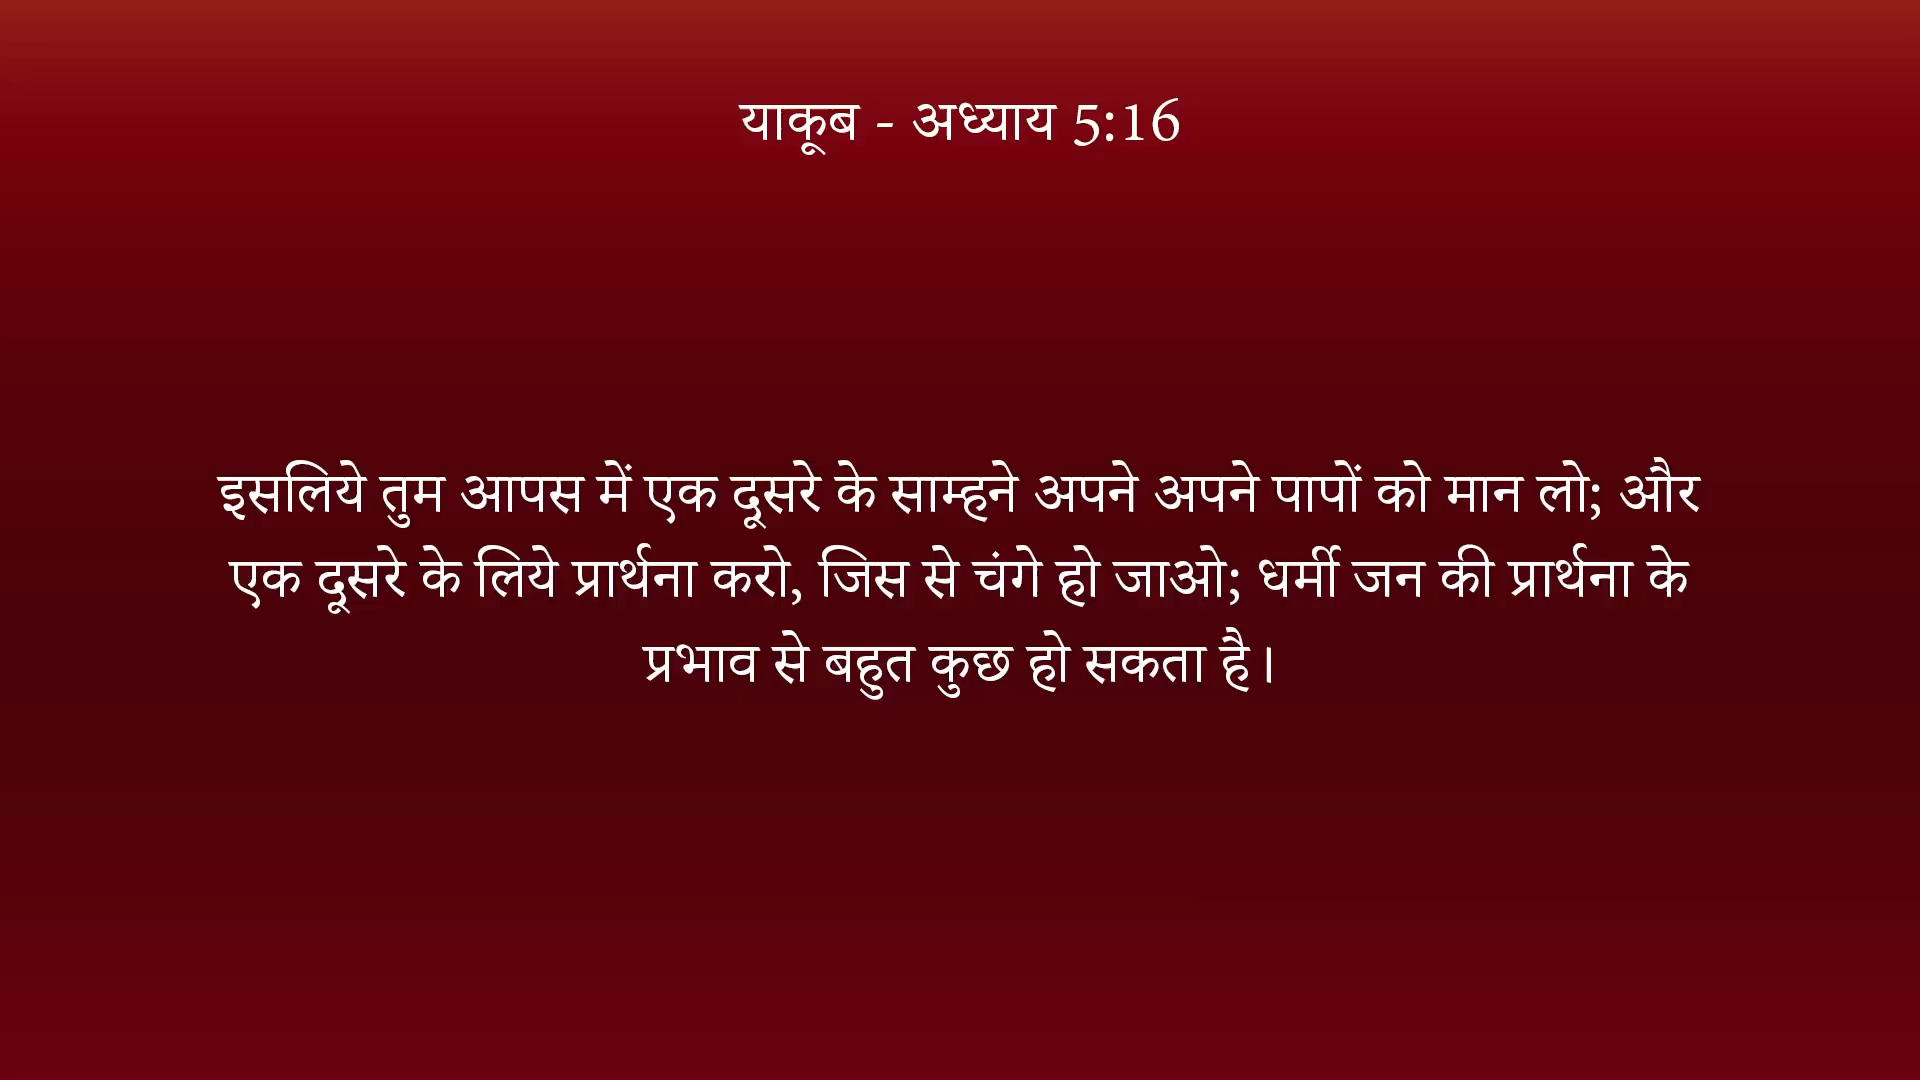 याकूब - अध्याय 5:16
इसलिये तुम आपस में एक दूसरे के साम्हने अपने अपने पापों को मान लो; और
एक दूसरे के लिये प्रार्थना करो, जिस से चंगे हो जाओ; धर्मी जन की प्रार्थना के
प्रभाव से बहुत कुछ हो सकता है।